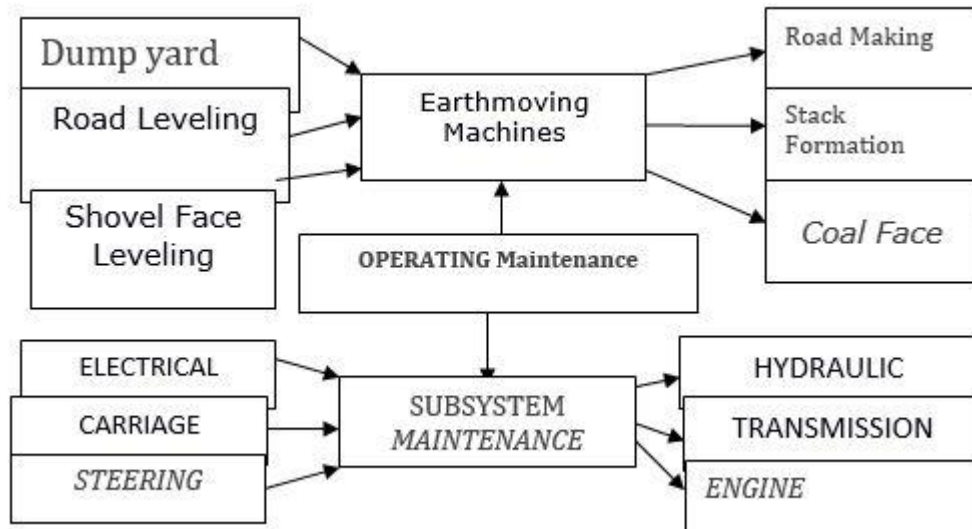 Dump yard
Road Leveling
Shovel Face
Leveling
Earthmoving
Machines
Road Making
Stack
Formation
Coal Face
OPERATING Maintenance
ELECTRICAL
CARRIAGE
STEERING
SUBSYSTEM
MAINTENANCE
HYDRAULIC
TRANSMISSION
ENGINE